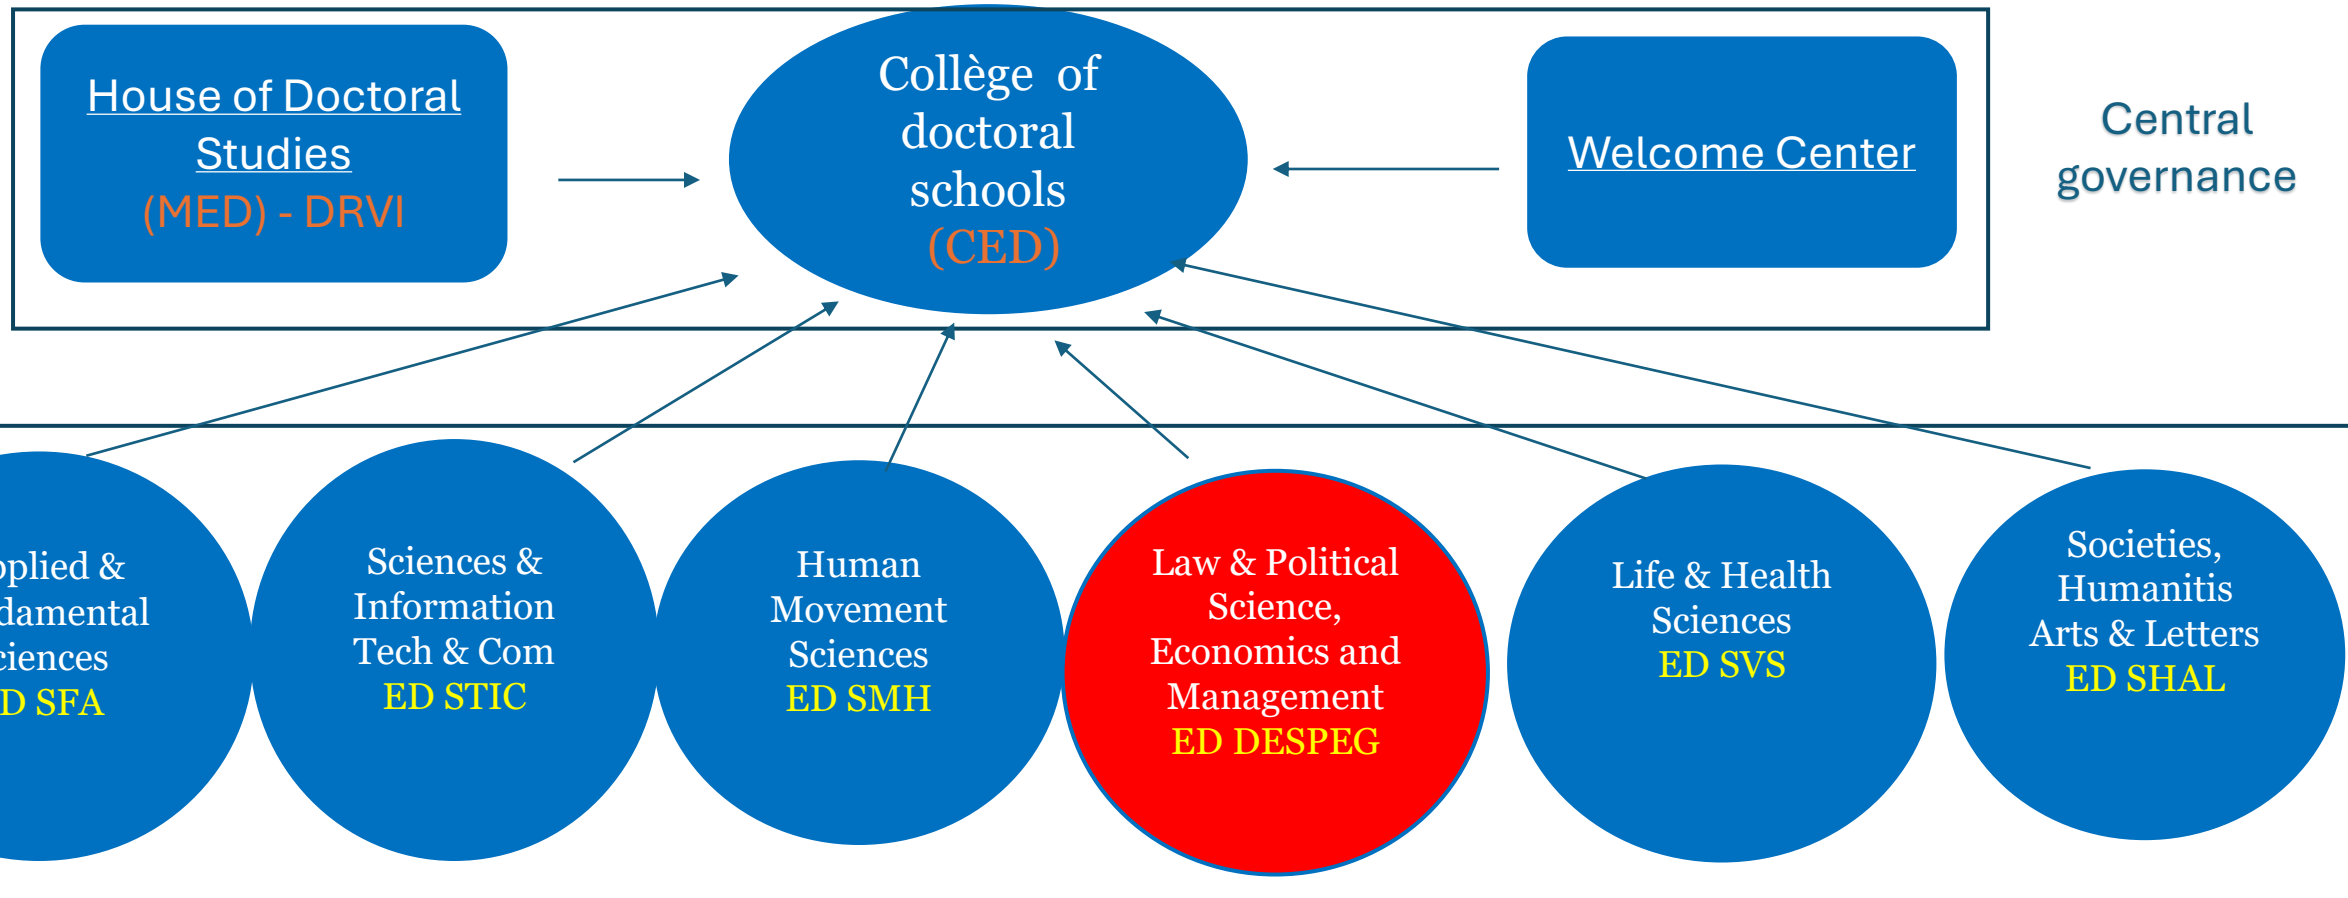 House of Doctoral
Studies
(MED) - DRVI
Collège of
doctoral
schools
(CED)
Welcome Center
Central
governance
&
ciences
SFA
Sciences &
Information
Tech & Com
ED STIC
Human
Movement
Sciences
ED SMH
Law & Political
Science,
Economics and
Management
ED DESPEG
Life & Health
Sciences
ED SVS
Societies,
Humanitis
Arts & Letters
ED SHAL